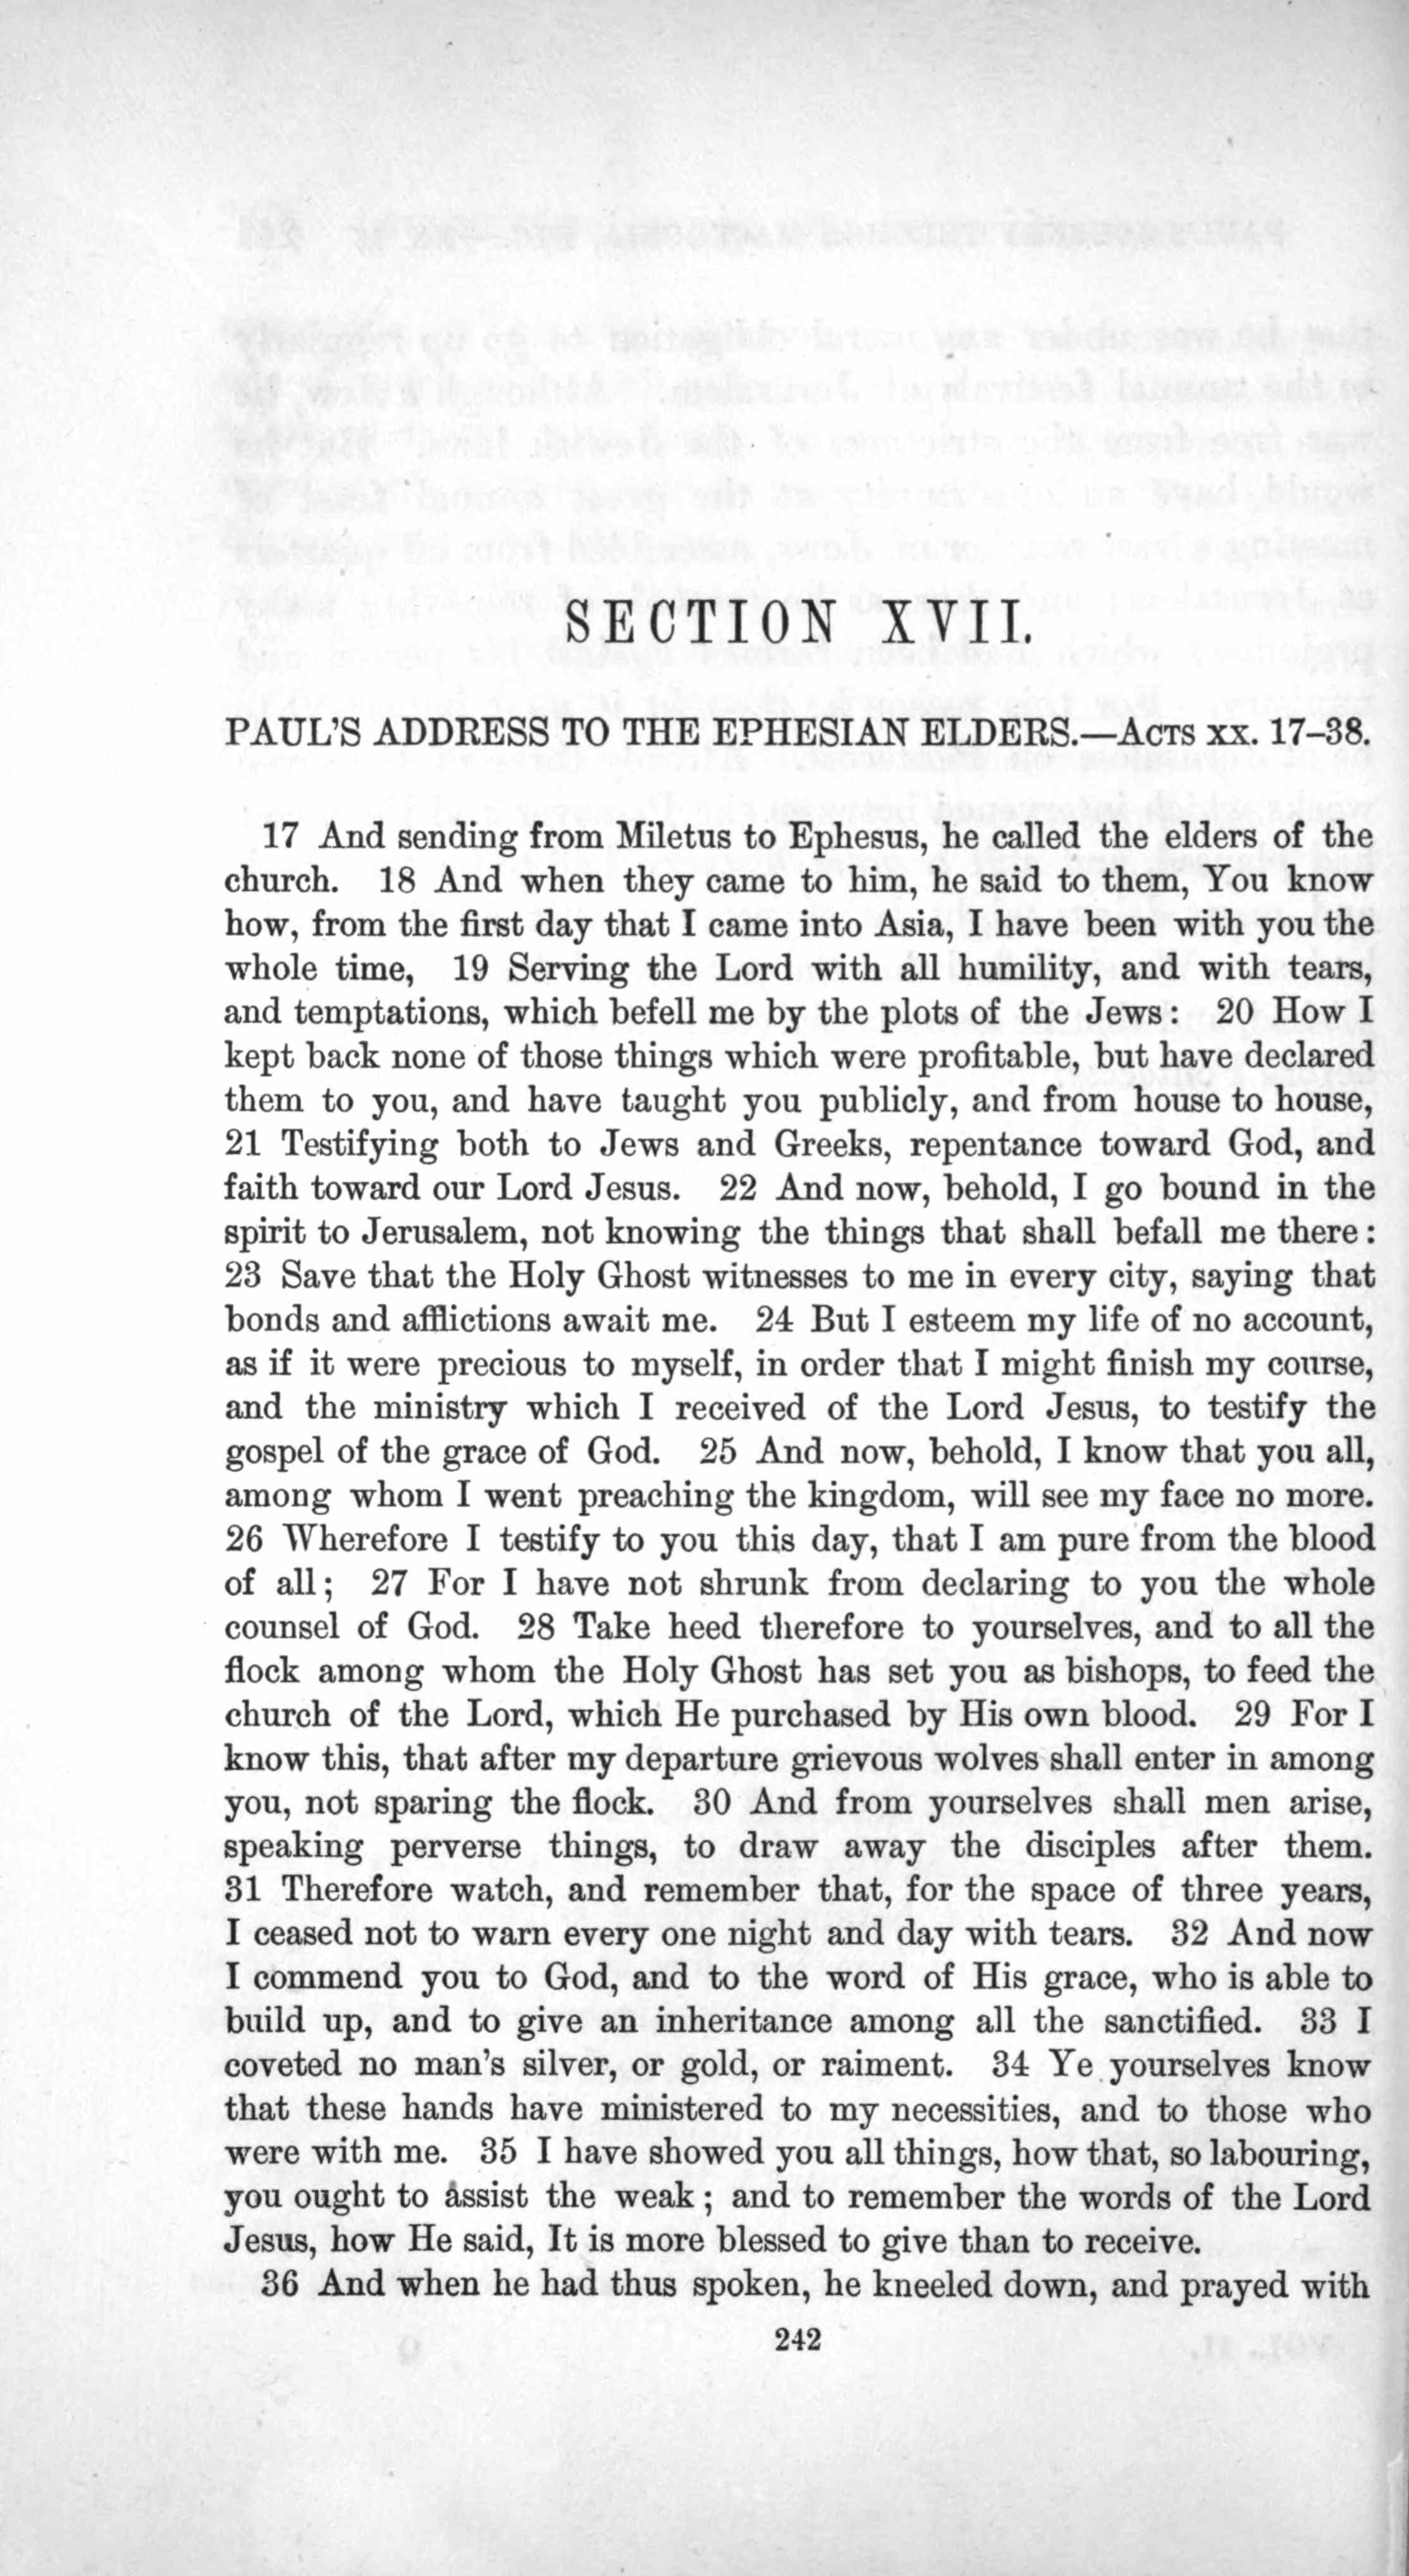 SECTION XVII.
PAUL'S ADDRESS TO THE EPHESIAN ELDERS.—ACTS XX. 17-38.
17 And sending from Miletus to Ephesus, he called the elders of the
church. 18 And when they came to him, he said to them, You know
how, from the first day that I came into Asia, I have been with you the
whole time, 19 Serving the Lord with all humility, and with tears,
and temptations, which befell me by the plots of the Jews: 20 How I
kept back none of those things which were profitable, but have declared
them to you, and have taught you publicly, and from house to house,
21 Testifying both to Jews and Greeks, repentance toward God, and
faith toward our Lord Jesus. 22 And now, behold, I go bound in the
spirit to Jerusalem, not knowing the things that shall befall me there:
23 Save that the Holy Ghost witnesses to me in every city, saying that
bonds and afflictions await me. 24 But I esteem my life of no account,
as if it were precious to myself, in order that I might finish my course,
and the ministry which I received of the Lord Jesus, to testify the
gospel of the grace of God. 25 And now, behold, I know that you all,
among whom I went preaching the kingdom, will see my face no more.
26 Wherefore I testify to you this day, that I am pure from the blood
of all; 27 For I have not shrunk from declaring to you the whole
counsel of God. 28 Take heed therefore to yourselves, and to all the
flock among whom the Holy Ghost has set you as bishops, to feed the
church of the Lord, which He purchased by His own blood. 29 For I
know this, that after my departure grievous wolves shall enter in among
you, not sparing the flock. 30 And from yourselves shall men arise,
speaking perverse things, to draw away the disciples after them.
31 Therefore watch, and remember that, for the space of three years,
I ceased not to warn every one night and day with tears. 32 And now
I commend you to God, and to the word of His grace, who is able to
build up, and to give an inheritance among all the sanctified. 33 I
coveted no man's silver, or gold, or raiment. 34 Ye yourselves know
that these hands have ministered to my necessities, and to those who
were with me. 35 I have showed you all things, how that, so labouring,
you ought to assist the weak; and to remember the words of the Lord
Jesus, how He said, It is more blessed to give than to receive.
36 And when he had thus spoken, he kneeled down, and prayed with
242